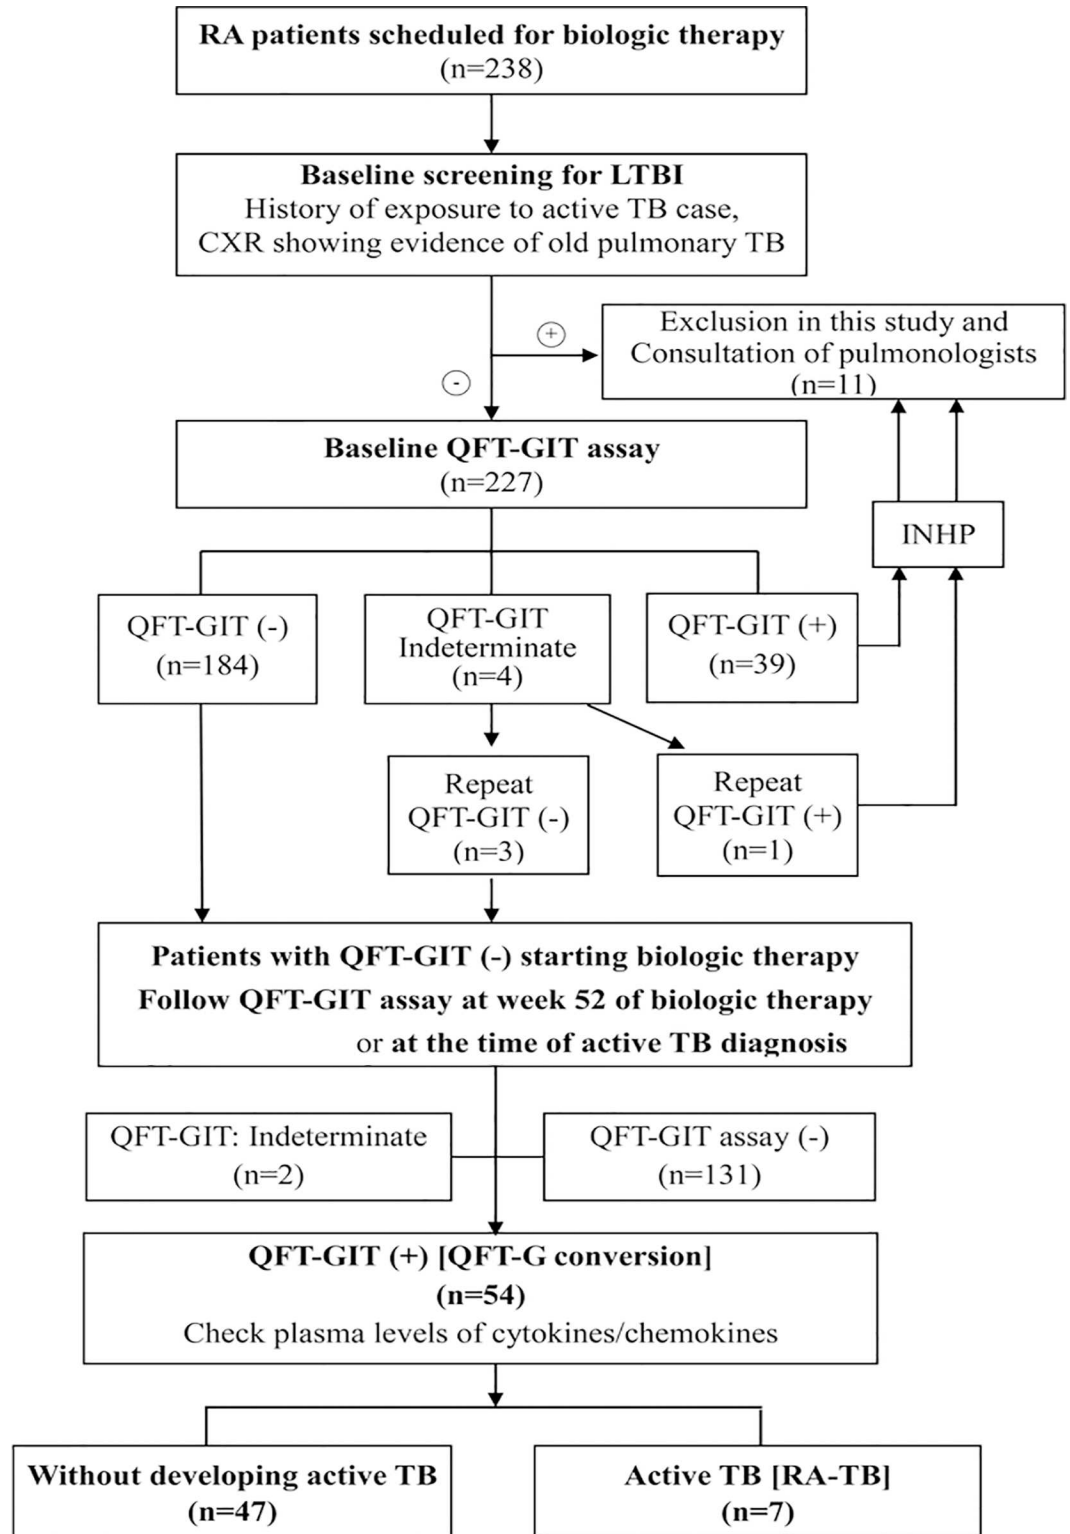 RA patients scheduled for biologic therapy
(n=238)
Baseline screening for LTBI
History of exposure to active TB case,
CXR showing evidence of old pulmonary TB
+
Exclusion in this study and
Consultation of pulmonologists
(n=11)
-
Baseline QFT-GIT assay
(n=227)
INHP
QFT-GIT (-)
(n=184)
QFT-GIT
Indeterminate
(n=4)
QFT-GIT (+)
(n=39)
Repeat
QFT-GIT (-)
(n=3)
Repeat
QFT-GIT (+)
(n=1)
Patients with QFT-GIT (-) starting biologic therapy
Follow QFT-GIT assay at week 52 of biologic therapy
or at the time of active TB diagnosis
QFT-GIT: Indeterminate
(n=2)
QFT-GIT assay (-)
(n=131)
QFT-GIT (+) [QFT-G conversion]
(n=54)
Check plasma levels of cytokines/chemokines
Without developing active TB
(n=47)
Active TB [RA-TB]
(n=7)